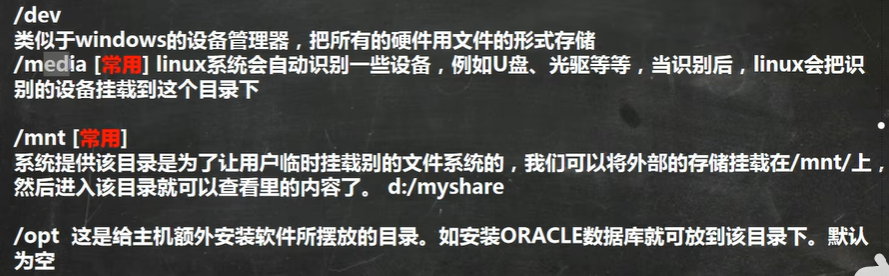 /dev
类似于windows的设备管理器，把所有的硬件用文件的形式存储
/media [常用] linux系统会自动识别一些设备，例如U盘、光驱等等，当识别后，linux会把识
别的设备挂载到这个目录下
/mnt [常用]
系统提供该目录是为了让用户临时挂载别的文件系统的，我们可以将外部的存储挂载在/mnt/上，
然后进入该目录就可以查看里的内容了。 d:/myshare
/opt 这是给主机额外安装软件所摆放的目录。如安装ORACLE数据库就可放到该目录下。默认
为空